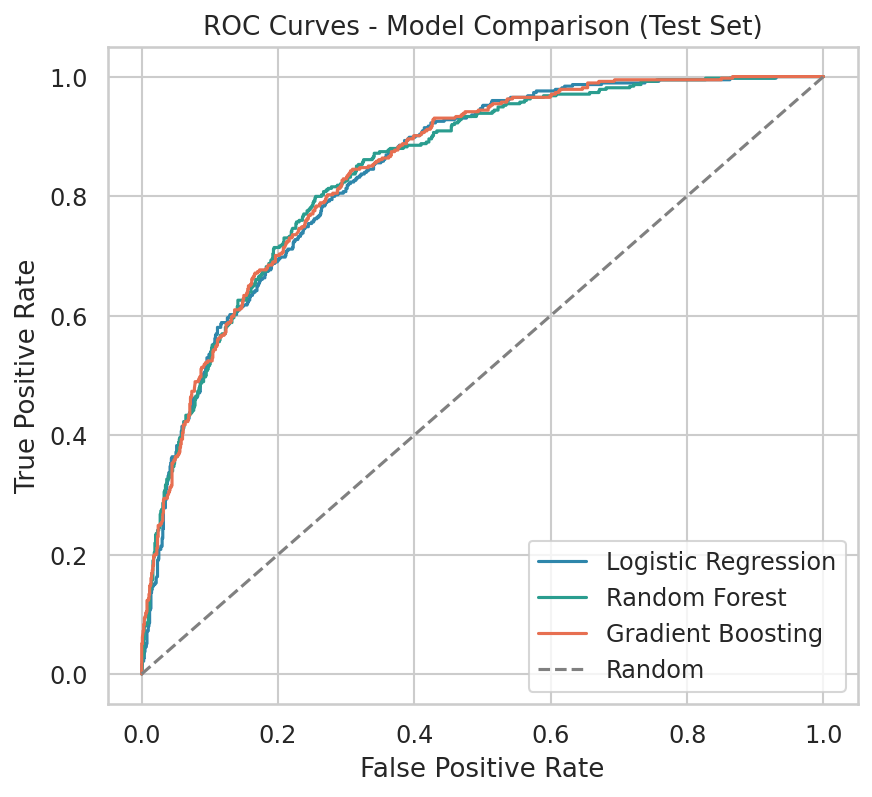 ROC Curves - Model Comparison (Test Set)
1.0
0.8
0.6
0.4
0.2
0.0
True Positive Rate
Logistic Regression
Random Forest
Gradient Boosting
Random
0.0 0.2 0.4 0.6 0.8 1.0
False Positive Rate